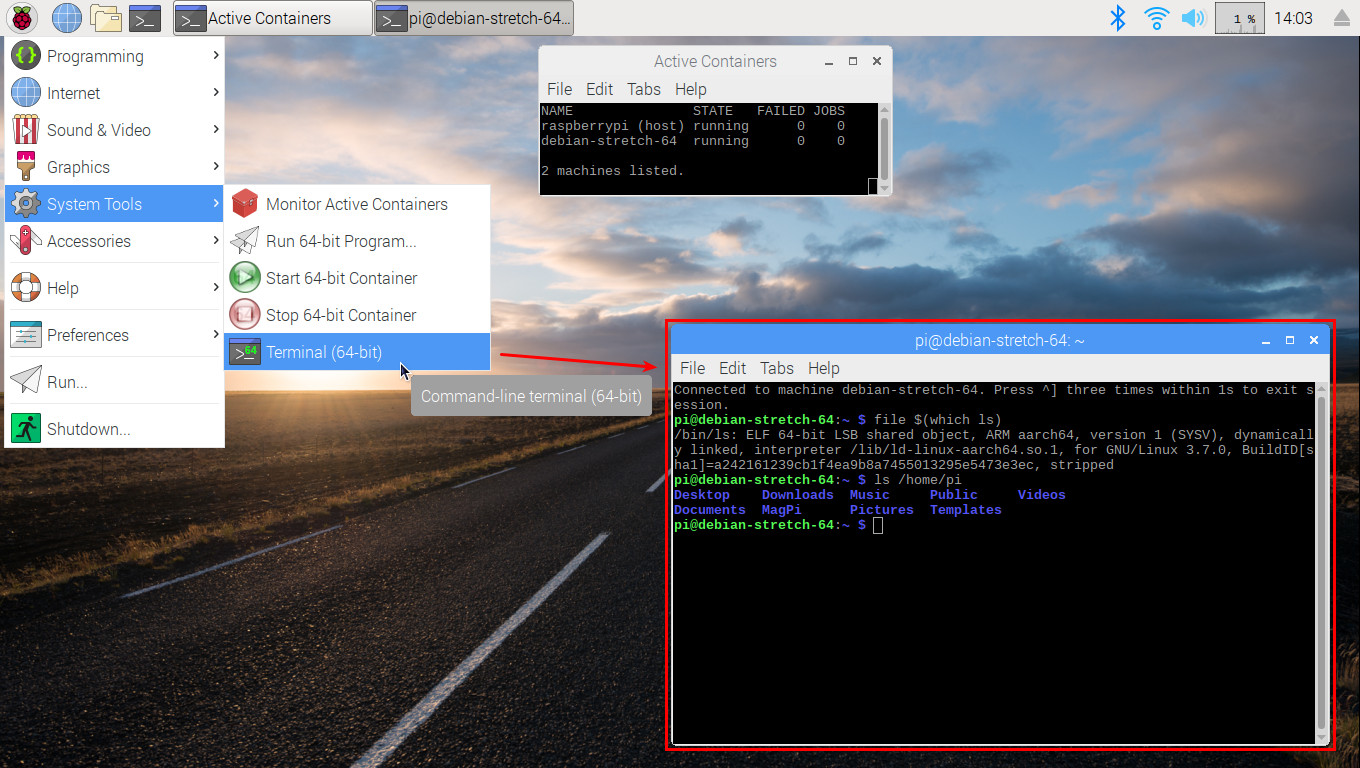 Active Containers
pi@debian-stretch-64...
1 %
14:03
Programming
Internet
Sound & Video
Graphics
System Tools
Accessories
Help
Preferences
Run...
Shutdown...
Monitor Active Containers
Run 64-bit Program...
Start 64-bit Container
Stop 64-bit Container
Terminal (64-bit)
Command-line terminal (64-bit)
Active Containers
File Edit Tabs Help
NAME STATE FAILED JOBS
raspberrypi (host) running 0 0
debian-stretch-64 running 0 0
2 machines listed.
pi@debian-stretch-64: ~
File Edit Tabs Help
Connected to machine debian-stretch-64. Press ^] three times within 1s to exit s
ession.
pi@debian-stretch-64:~ $ file $(which ls)
/bin/ls: ELF 64-bit LSB shared object, ARM aarch64, version 1 (SYSV), dynamicall
y linked, interpreter /lib/ld-linux-aarch64.so.1, for GNU/Linux 3.7.0, BuildID[s
ha1]=a242161239cb1f4ea9b8a7455013295e5473e3ec, stripped
pi@debian-stretch-64:~ $ ls /home/pi
Desktop Downloads Music Public Videos
Documents MagPi Pictures Templates
pi@debian-stretch-64:~ $